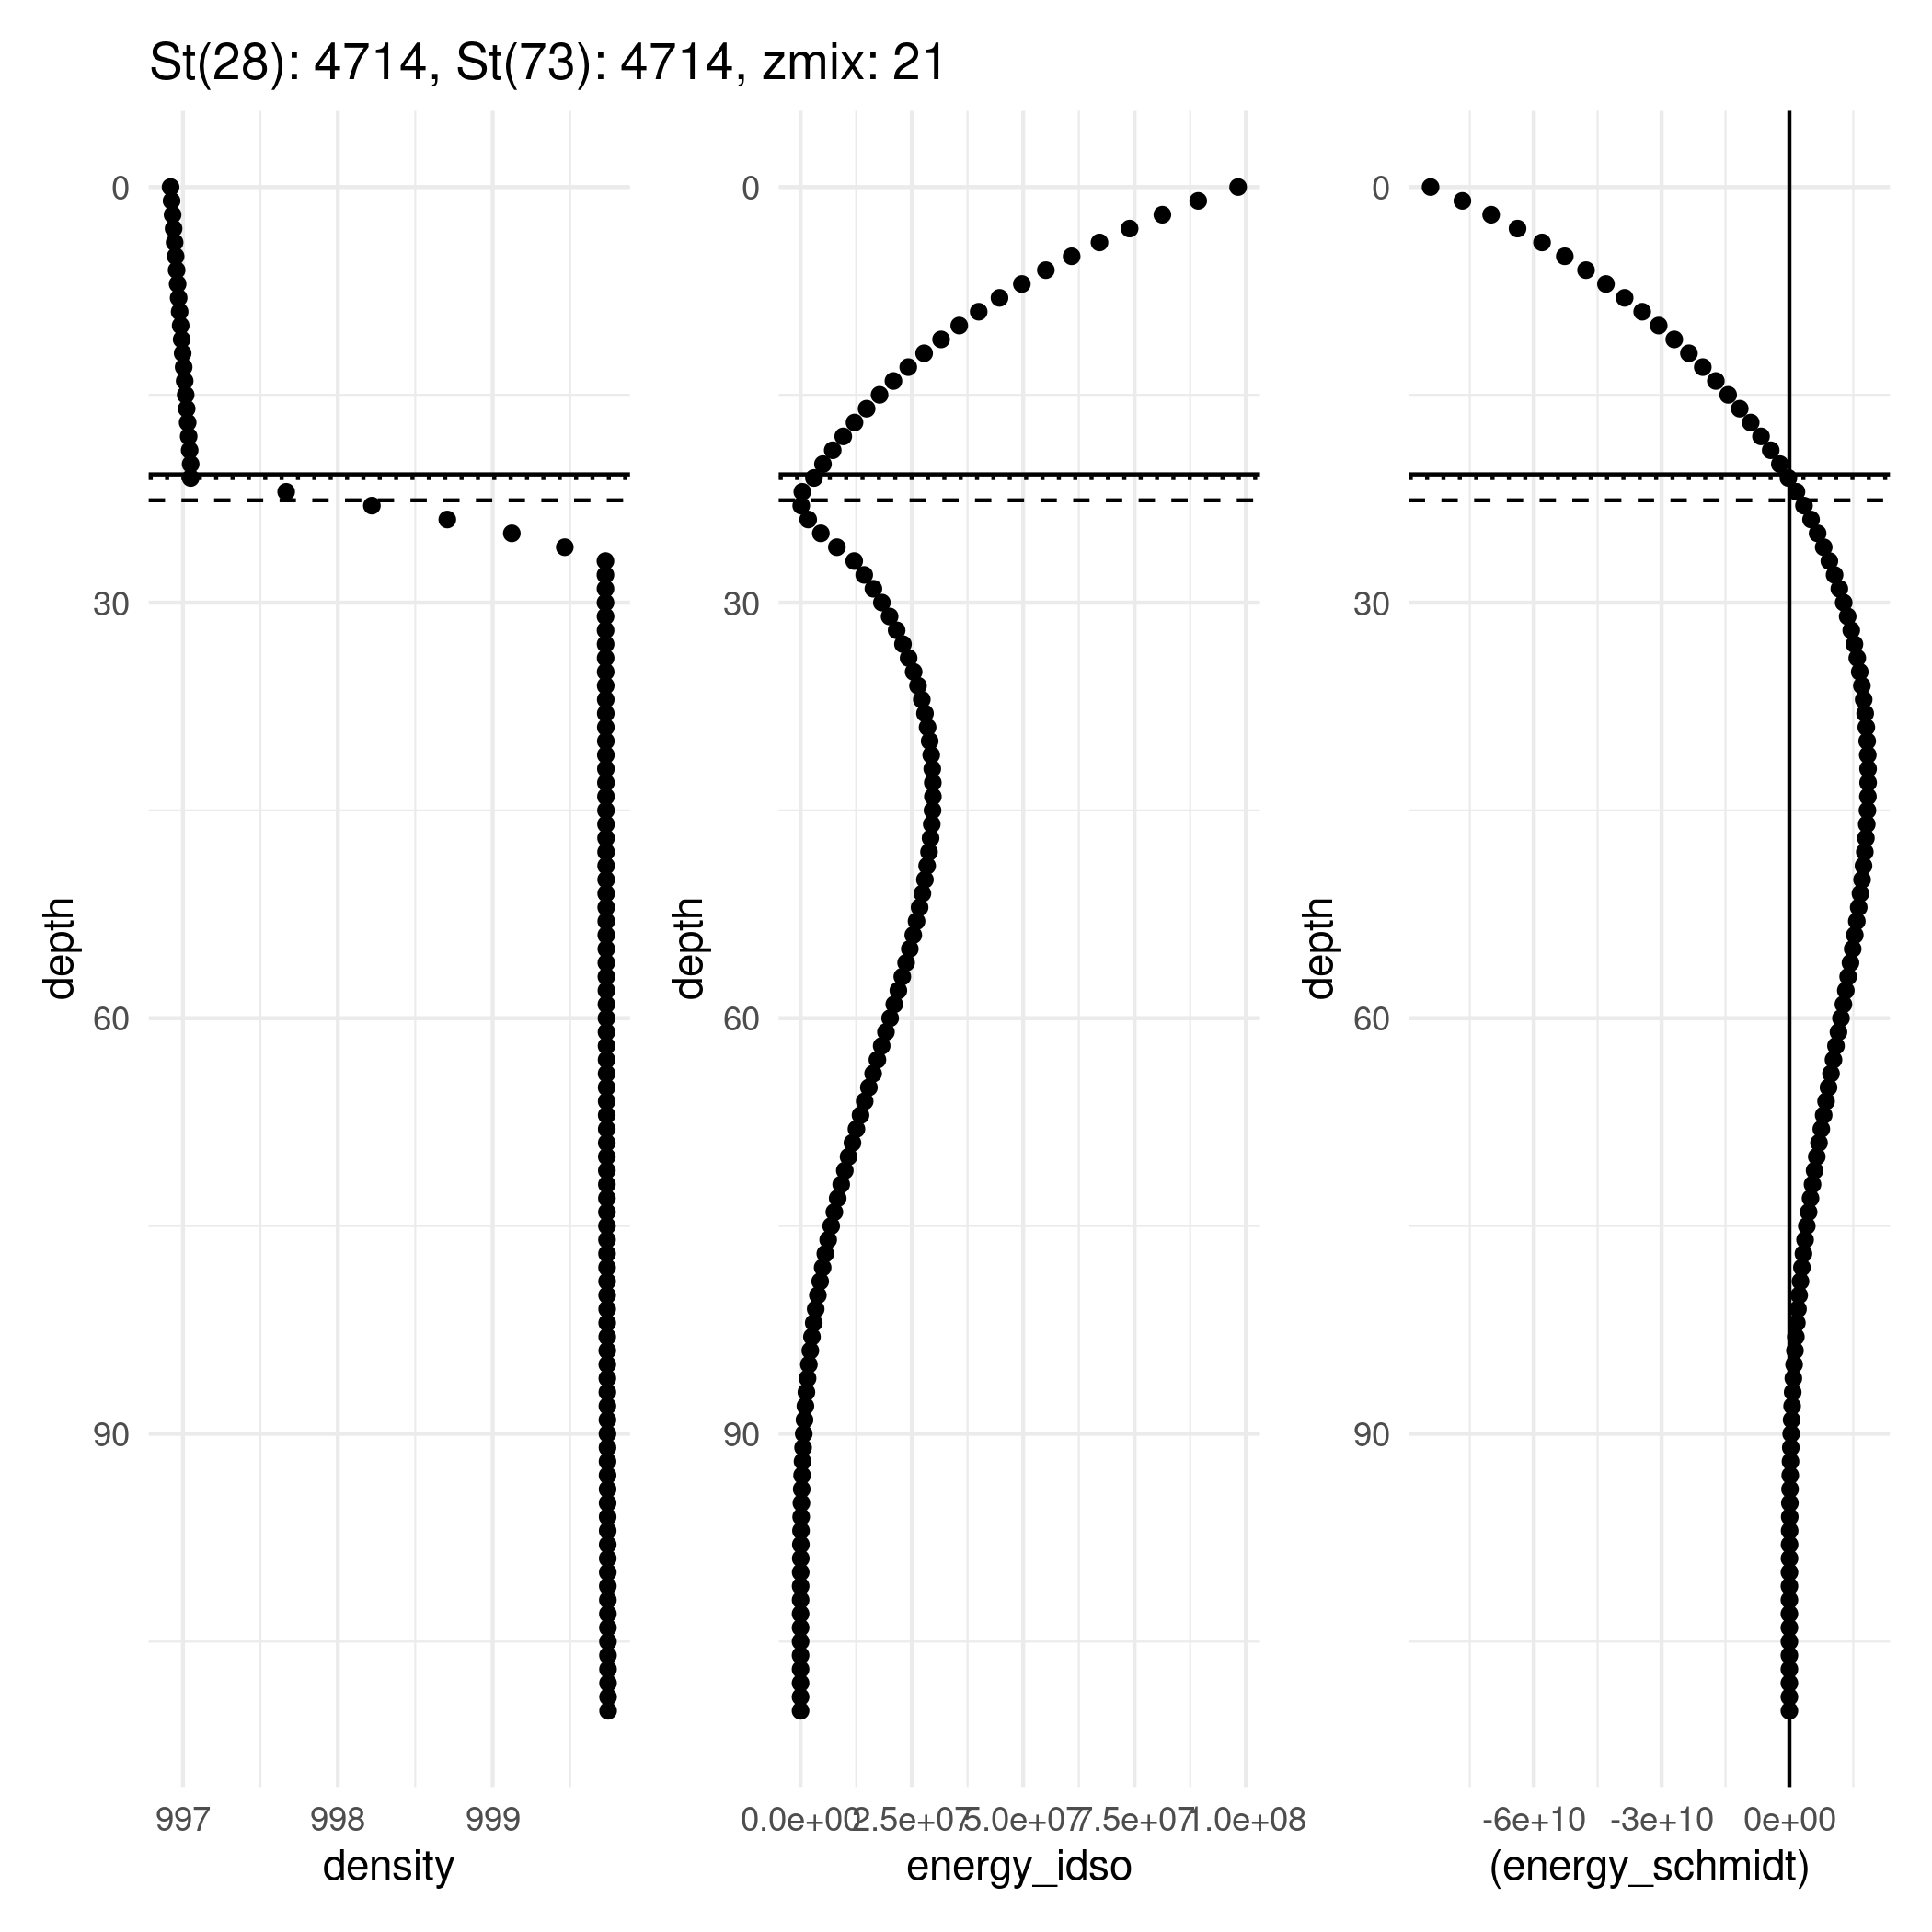 St(28): 4714, St(73): 4714, zmix: 21
0
30
60
90
depth
997 998 999
density
0
30
60
90
depth
0.0e+00 2.5e+07 5.0e+07 7.5e+07 1.0e+08
energy_idso
0
30
60
90
depth
-6e+10 -3e+10 0e+00
(energy_schmidt)